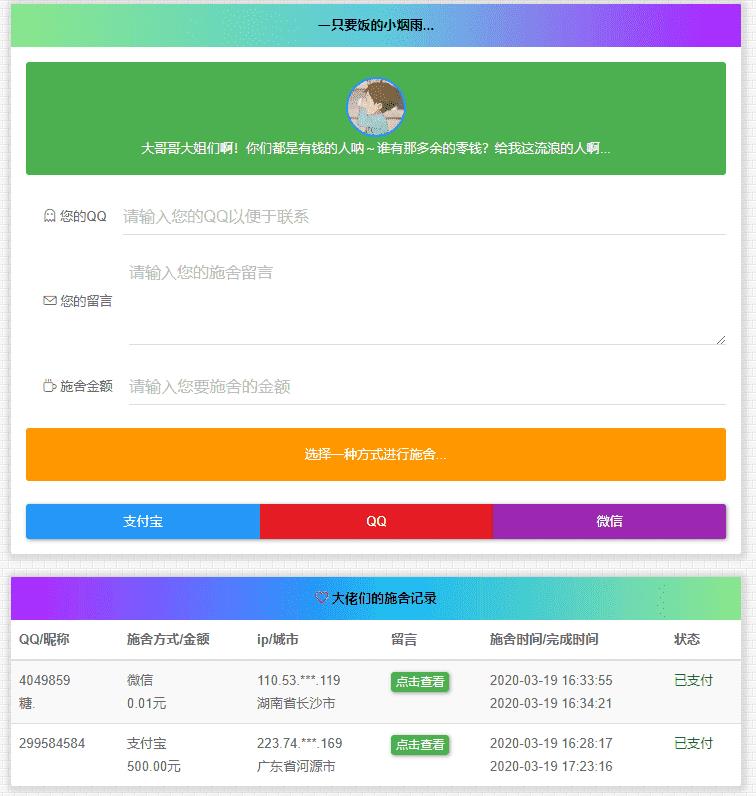 一只要饭的小烟雨...
大哥哥大姐们啊！你们都是有钱的人呐～谁有那多余的零钱？给我这流浪的人啊...
您的QQ 请输入您的QQ以便于联系
请输入您的施舍留言
您的留言
施舍金额 请输入您要施舍的金额
选择一种方式进行施舍...
支付宝 QQ 微信
大佬们的施舍记录
QQ/昵称 施舍方式/金额 ip/城市 留言 施舍时间/完成时间 状态
4049859 微信 110.53.***.119 点击查看 2020-03-19 16:33:55 已支付
糖. 0.01元 湖南省长沙市 2020-03-19 16:34:21
299584584 支付宝 223.74.***.169 点击查看 2020-03-19 16:28:17 已支付
500.00元 广东省河源市 2020-03-19 17:23:16